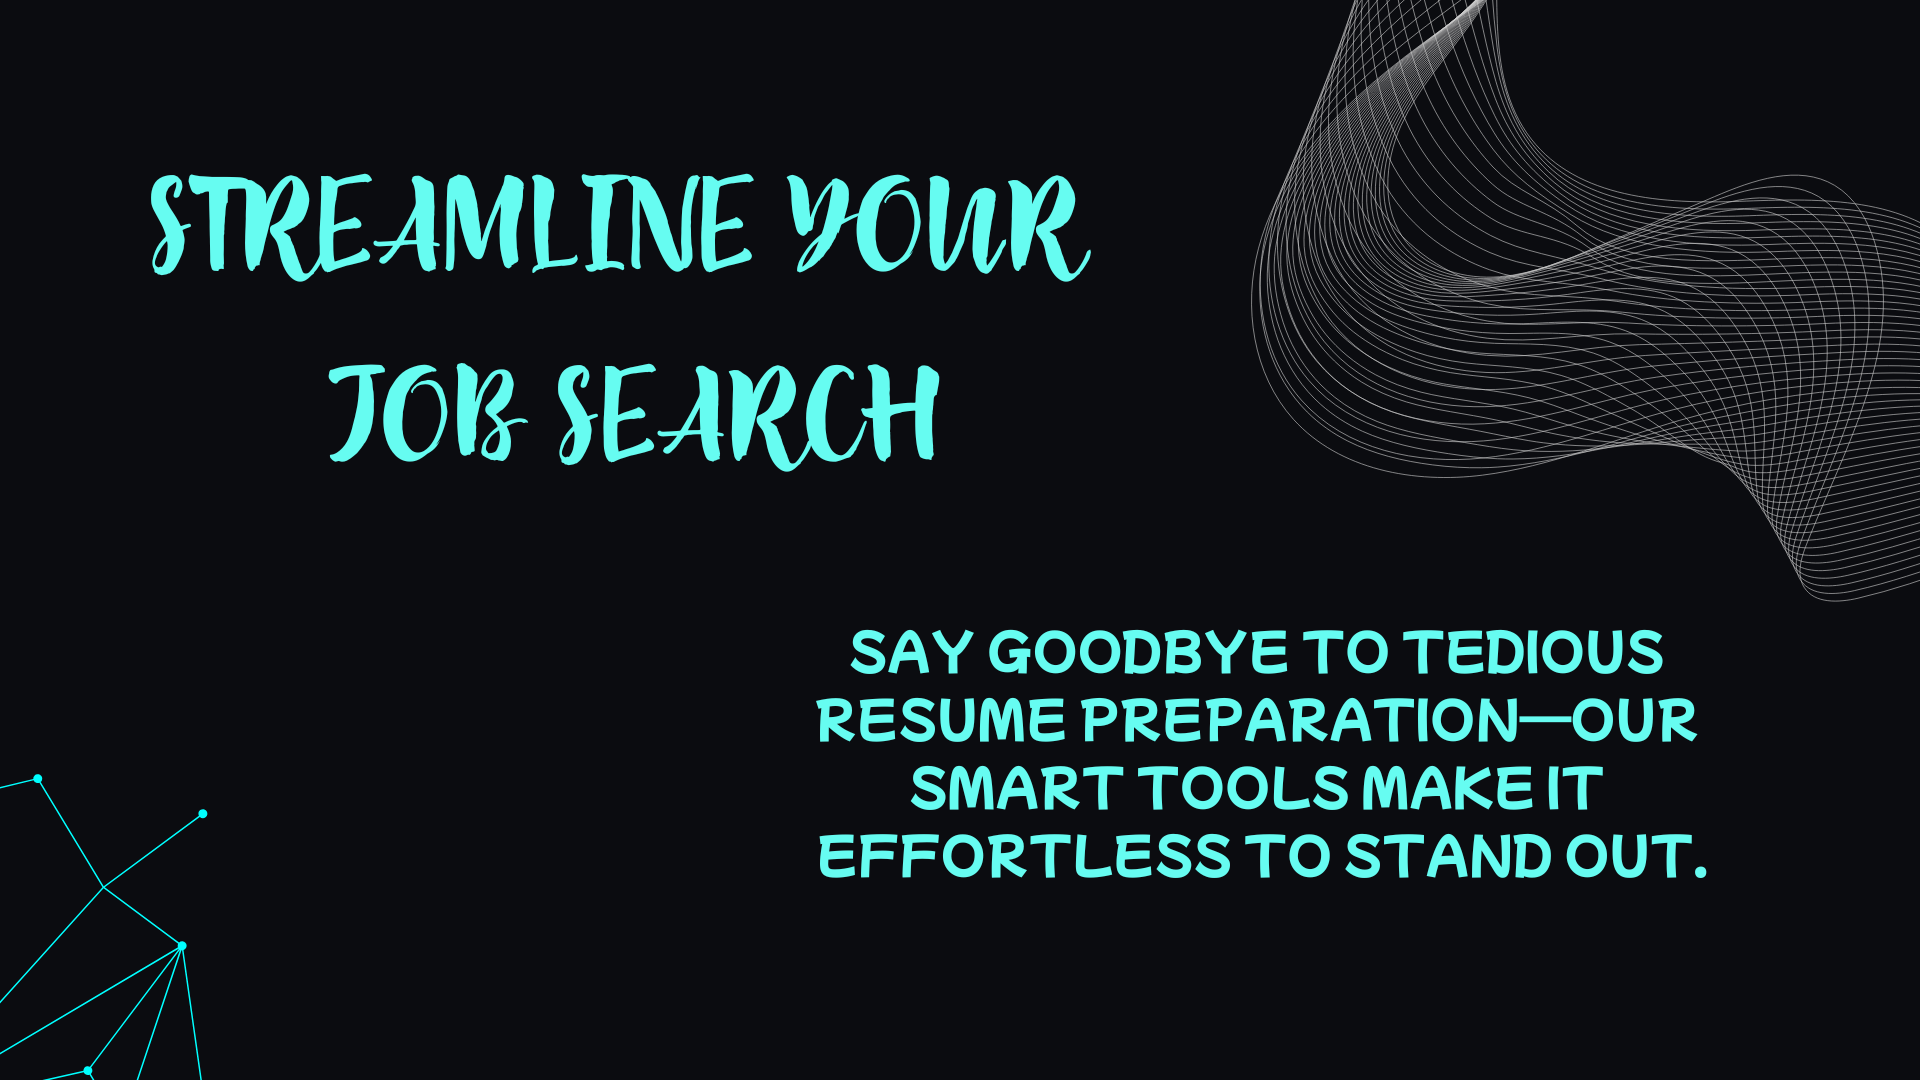 STREAMLINE YOUR
JOB SEARCH
SAY GOODBYE TO TEDIOUS
RESUME PREPARATION—OUR
SMART TOOLS MAKE IT
EFFORTLESS TO STAND OUT.